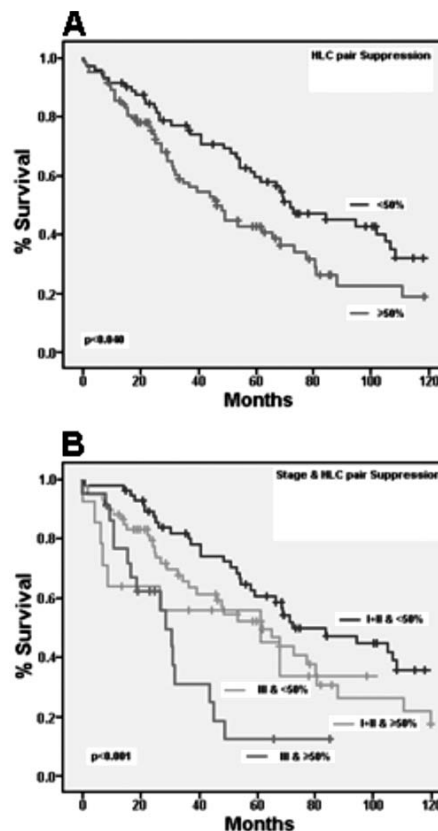 A
HLC pair Suppression
1.0
0.8
0.6
0.4
0.2
0.0
% Survival
<50%
>50%
p<0.040
0 20 40 60 80 100 120
Months
B
Stage & HLC pair Suppression
1.0
0.8
0.6
0.4
0.2
0.0
% Survival
I+II & <50%
III & <50%
I+II & ≥50%
III & ≥50%
p<0.001
0 20 40 60 80 100 120
Months